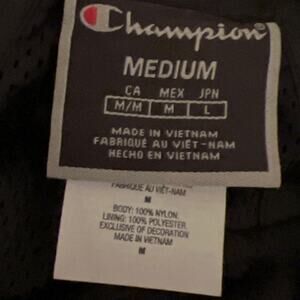 Champion
MEDIUM
CA MEX JPN
M/M M L
MADE IN VIETNAM
FABRIQUÉ AU VIÊT-NAM
HECHO EN VIETNAM
FABRIQUE AU VIÊT-NAM
M
BODY: 100% NYLON
LINING: 100% POLYESTER
EXCLUSIVE OF DECORATION
MADE IN VIETNAM
M